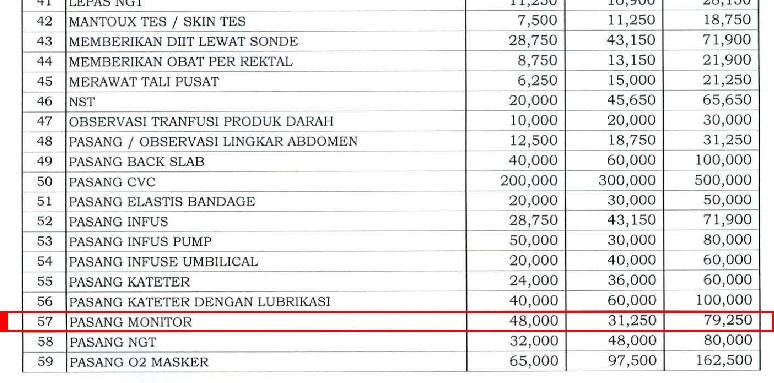 41 LEPAS NGT 11,250 16,900 28,150
42 MANTOUX TES / SKIN TES 7,500 11,250 18,750
43 MEMBERIKAN DIIT LEWAT SONDE 28,750 43,150 71,900
44 MEMBERIKAN OBAT PER REKTAL 8,750 13,150 21,900
45 MERAWAT TALI PUSAT 6,250 15,000 21,250
46 NST 20,000 45,650 65,650
47 OBSERVASI TRANFUSI PRODUK DARAH 10,000 20,000 30,000
48 PASANG / OBSERVASI LINGKAR ABDOMEN 12,500 18,750 31,250
49 PASANG BACK SLAB 40,000 60,000 100,000
50 PASANG CVC 200,000 300,000 500,000
51 PASANG ELASTIS BANDAGE 20,000 30,000 50,000
52 PASANG INFUS 28,750 43,150 71,900
53 PASANG INFUS PUMP 50,000 30,000 80,000
54 PASANG INFUSE UMBILICAL 20,000 40,000 60,000
55 PASANG KATETER 24,000 36,000 60,000
56 PASANG KATETER DENGAN LUBRIKASI 40,000 60,000 100,000
57 PASANG MONITOR 48,000 31,250 79,250
58 PASANG NGT 32,000 48,000 80,000
59 PASANG O2 MASKER 65,000 97,500 162,500